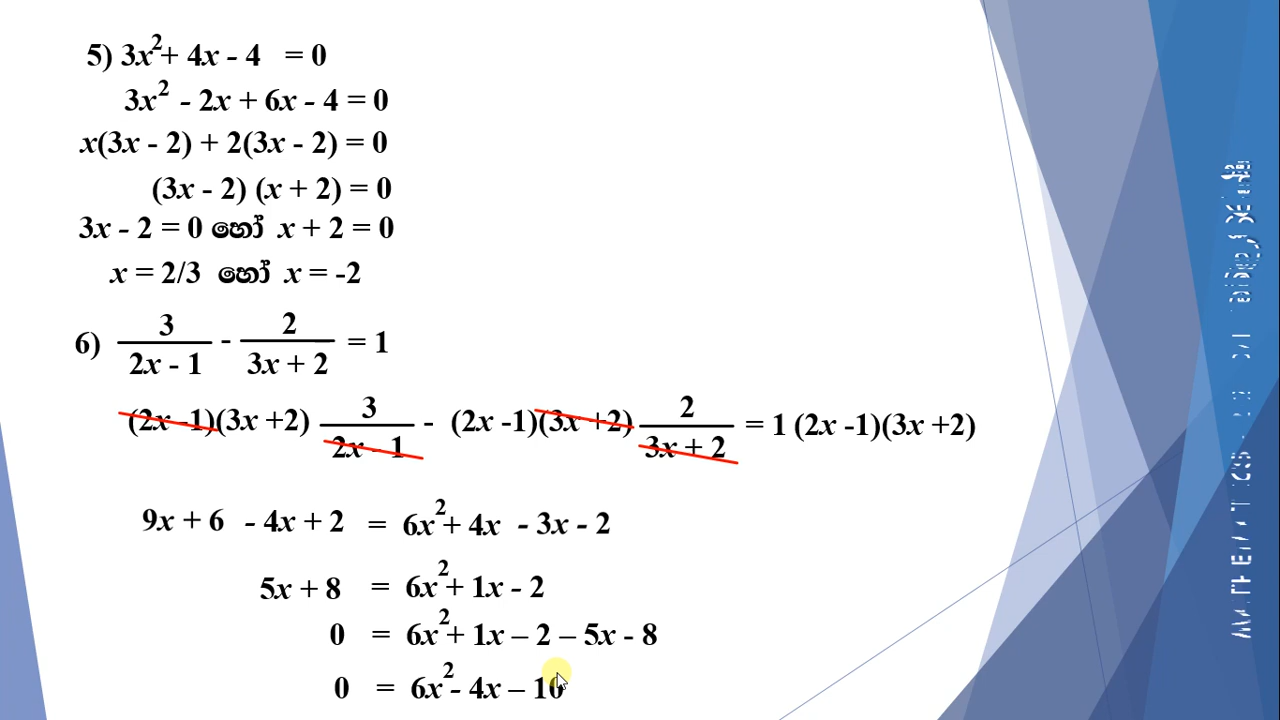 5) 3x²+ 4x - 4 = 0
3x² - 2x + 6x - 4 = 0
x(3x - 2) + 2(3x - 2) = 0
(3x - 2) (x + 2) = 0
3x - 2 = 0 හෝ x + 2 = 0
x = 2/3 හෝ x = -2
6) 3/(2x - 1) - 2/(3x + 2) = 1
(2x -1)(3x +2) 3/(2x - 1) - (2x -1)(3x +2) 2/(3x + 2) = 1 (2x -1)(3x +2)
9x + 6 - 4x + 2 = 6x²+ 4x - 3x - 2
5x + 8 = 6x²+ 1x - 2
0 = 6x²+ 1x – 2 – 5x - 8
0 = 6x²- 4x – 10